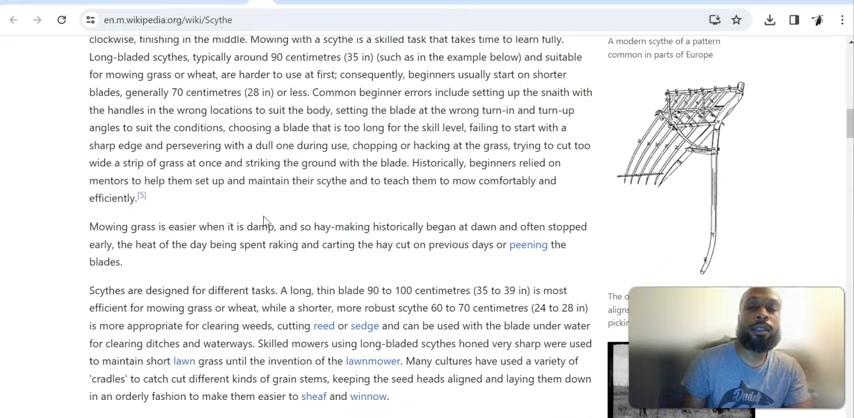 en.m.wikipedia.org/wiki/Scythe
clockwise, finishing in the middle. Mowing with a scythe is a skilled task that takes time to learn fully.
Long-bladed scythes, typically around 90 centimetres (35 in) (such as in the example below) and suitable
for mowing grass or wheat, are harder to use at first; consequently, beginners usually start on shorter
blades, generally 70 centimetres (28 in) or less. Common beginner errors include setting up the snaith with
the handles in the wrong locations to suit the body, setting the blade at the wrong turn-in and turn-up
angles to suit the conditions, choosing a blade that is too long for the skill level, failing to start with a
sharp edge and persevering with a dull one during use, chopping or hacking at the grass, trying to cut too
wide a strip of grass at once and striking the ground with the blade. Historically, beginners relied on
mentors to help them set up and maintain their scythe and to teach them to mow comfortably and
efficiently.[5]
Mowing grass is easier when it is damp, and so hay-making historically began at dawn and often stopped
early, the heat of the day being spent raking and carting the hay cut on previous days or peening the
blades.
Scythes are designed for different tasks. A long, thin blade 90 to 100 centimetres (35 to 39 in) is most
efficient for mowing grass or wheat, while a shorter, more robust scythe 60 to 70 centimetres (24 to 28 in)
is more appropriate for clearing weeds, cutting reed or sedge and can be used with the blade under water
for clearing ditches and waterways. Skilled mowers using long-bladed scythes honed very sharp were used
to maintain short lawn grass until the invention of the lawnmower. Many cultures have used a variety of
'cradles' to catch cut different kinds of grain stems, keeping the seed heads aligned and laying them down
in an orderly fashion to make them easier to sheaf and winnow.
A modern scythe of a pattern
common in parts of Europe
The
aligns